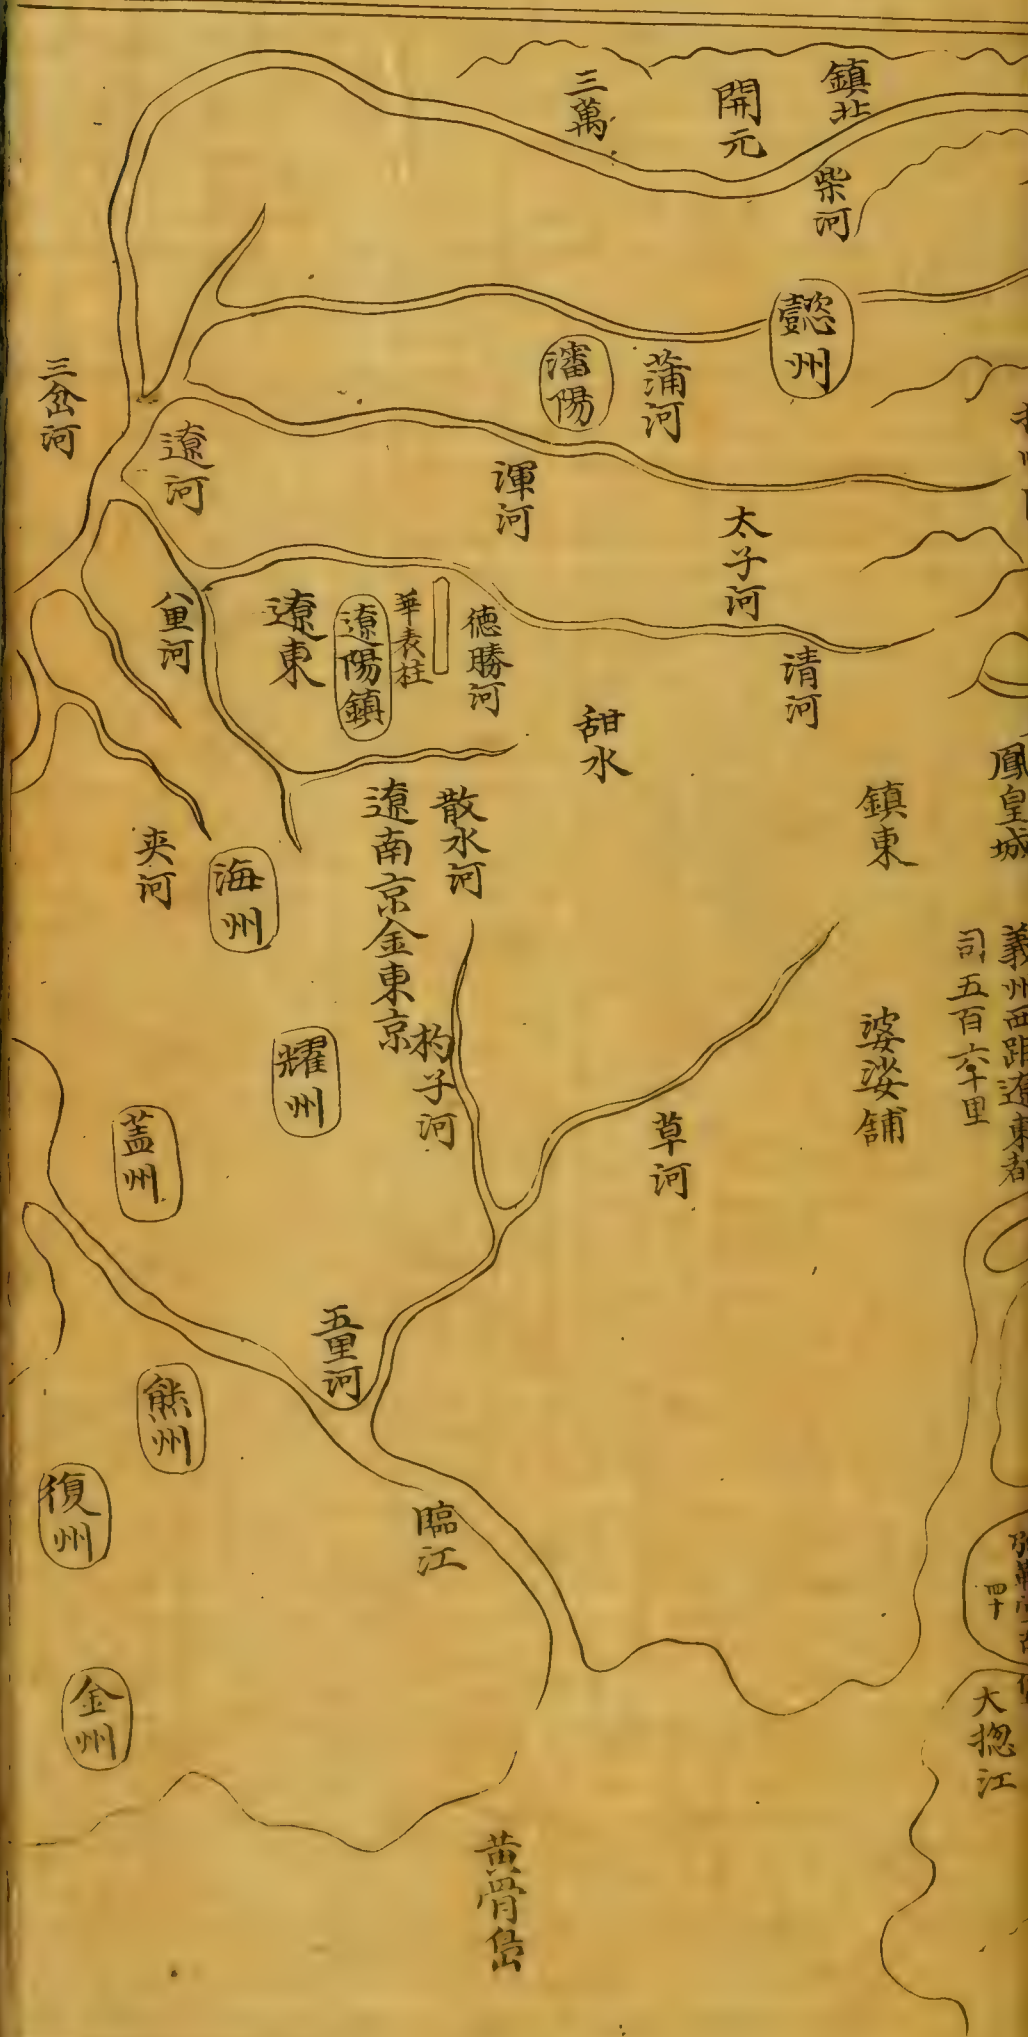 鎮北
開元
三萬
柴河
懿州
蒲河
瀋陽
三岔河
遼河
渾河
太子河
清河
德勝河
華表柱
遼陽鎮
遼東
八里河
甜水
鳳皇城
鎮東
散水河
遼南京金東京
夾河
海州
義州西距遼東都
司五百六十里
婆娑舖
草河
杓子河
耀州
蓋州
五里河
熊州
復州
臨江
四十
大摠江
金州
黃骨島